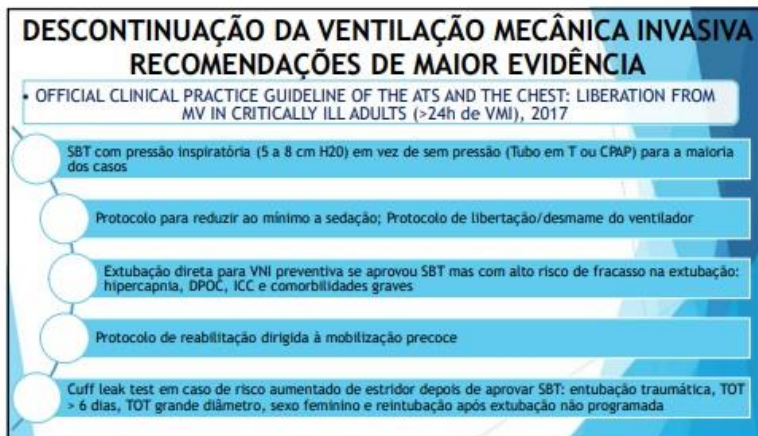 DESCONTINUAÇÃO DA VENTILAÇÃO MECÂNICA INVASIVA
RECOMENDAÇÕES DE MAIOR EVIDÊNCIA
• OFFICIAL CLINICAL PRACTICE GUIDELINE OF THE ATS AND THE CHEST: LIBERATION FROM
MV IN CRITICALLY ILL ADULTS (>24h de VMI), 2017
SBT com pressão inspiratória (5 a 8 cm H20) em vez de sem pressão (Tubo em T ou CPAP) para a maioria
dos casos
Protocolo para reduzir ao mínimo a sedação; Protocolo de libertação/desmame do ventilador
Extubação direta para VNI preventiva se aprovou SBT mas com alto risco de fracasso na extubação:
hipercapnia, DPOC, ICC e comorbilidades graves
Protocolo de reabilitação dirigida à mobilização precoce
Cuff leak test em caso de risco aumentado de estridor depois de aprovar SBT: entubação traumática, TOT
> 6 dias, TOT grande diâmetro, sexo feminino e reintubação após extubação não programada